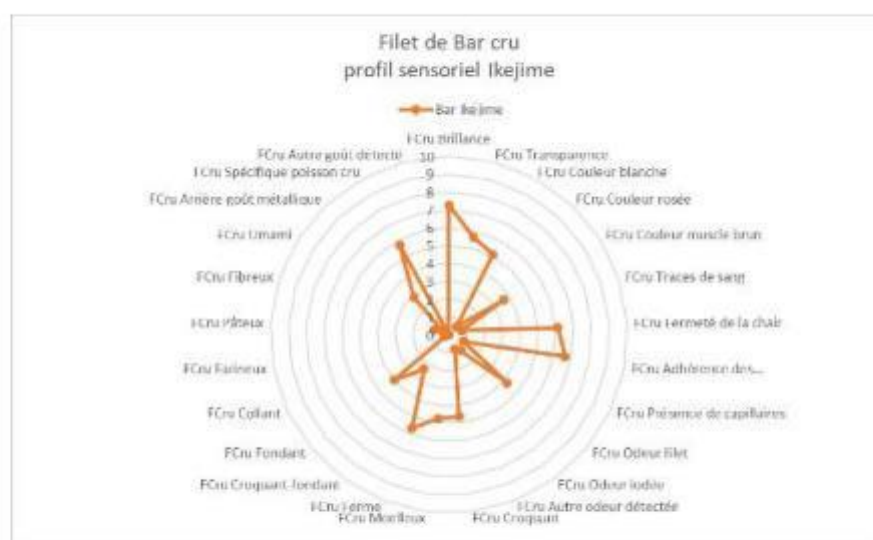 Filet de Bar cru
profil sensoriel Ikejime
Bar Ikejime
FCru Brillance
FCru Transparence
FCru Couleur blanche
FCru Couleur rosée
FCru Couleur muscle brun
FCru Traces de sang
FCru Fermeté de la chair
FCru Adhérence des...
FCru Présence de capillaires
FCru Odeur filet
FCru Odeur iodée
FCru Autre odeur détectée
FCru Croquant
FCru Moelleux
FCru Ferme
FCru Croquant-fondant
FCru Fondant
FCru Collant
FCru Farineux
FCru Pâteux
FCru Fibreux
FCru Umami
FCru Arrière goût métallique
FCru Spécifique poisson cru
FCru Autre goût détecté
10
9
8
7
6
5
4
3
2
1
0